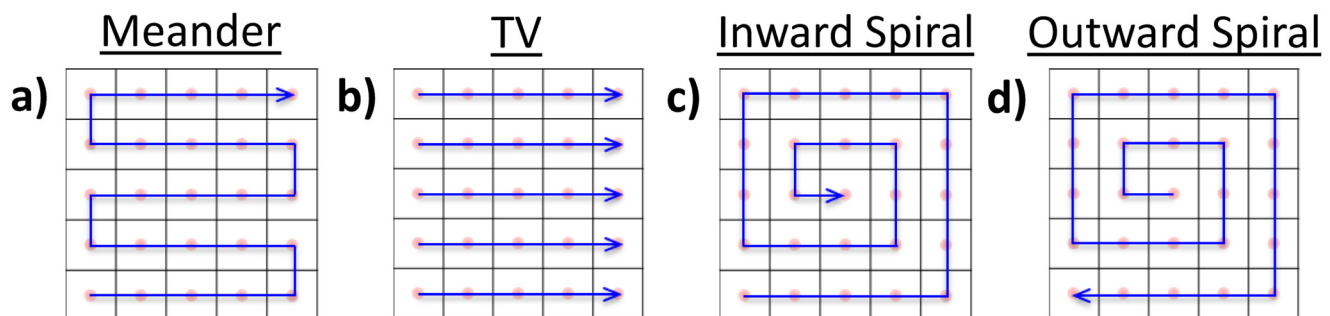 Meander
TV
Inward Spiral
Outward Spiral
a)
b)
c)
d)